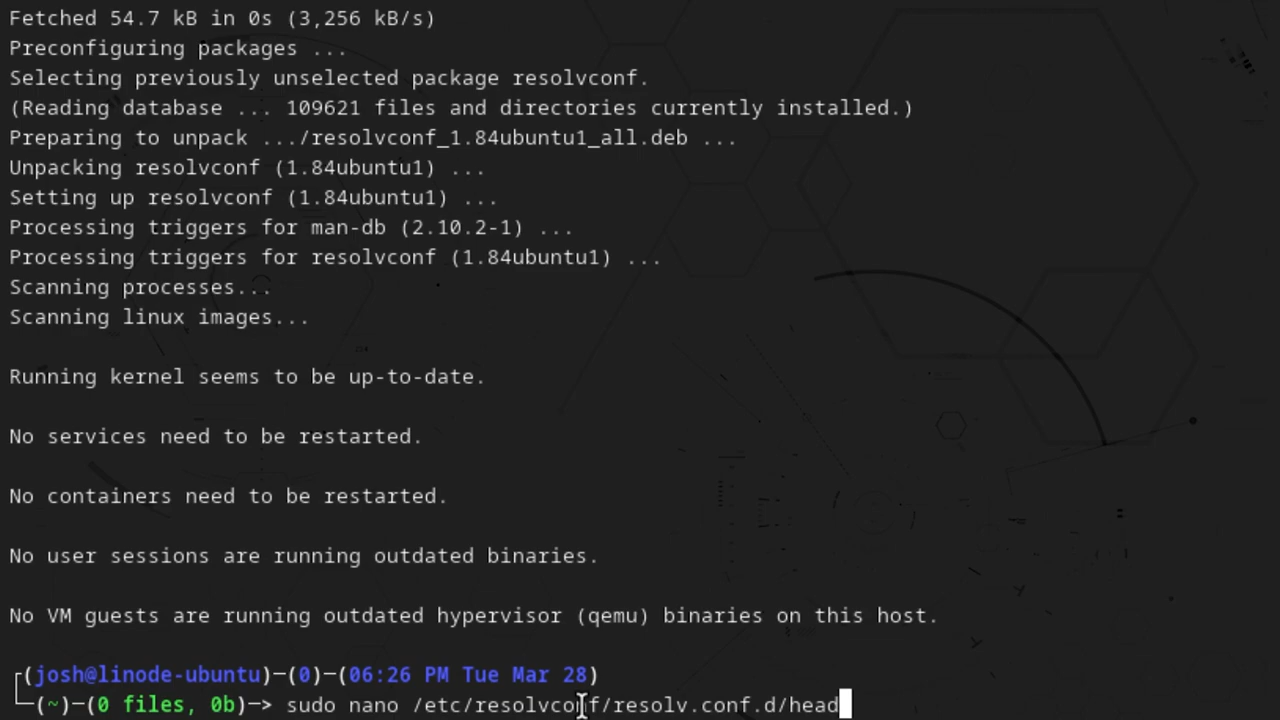 Fetched 54.7 kB in 0s (3,256 kB/s)
Preconfiguring packages ...
Selecting previously unselected package resolvconf.
(Reading database ... 109621 files and directories currently installed.)
Preparing to unpack .../resolvconf_1.84ubuntu1_all.deb ...
Unpacking resolvconf (1.84ubuntu1) ...
Setting up resolvconf (1.84ubuntu1) ...
Processing triggers for man-db (2.10.2-1) ...
Processing triggers for resolvconf (1.84ubuntu1) ...
Scanning processes...
Scanning linux images...
Running kernel seems to be up-to-date.
No services need to be restarted.
No containers need to be restarted.
No user sessions are running outdated binaries.
No VM guests are running outdated hypervisor (qemu) binaries on this host.
┌(josh@linode-ubuntu)─(0)─(06:26 PM Tue Mar 28)
└─(~)─(0 files, 0b)─> sudo nano /etc/resolvconf/resolv.conf.d/head